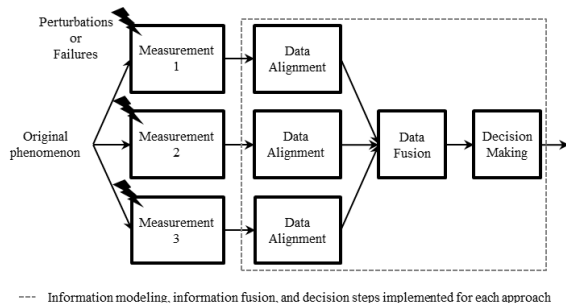 Perturbations
or
Failures
Measurement
1
Data
Alignment
Original
phenomenon
Measurement
2
Data
Alignment
Data
Fusion
Decision
Making
Measurement
3
Data
Alignment
--- Information modeling, information fusion, and decision steps implemented for each approach